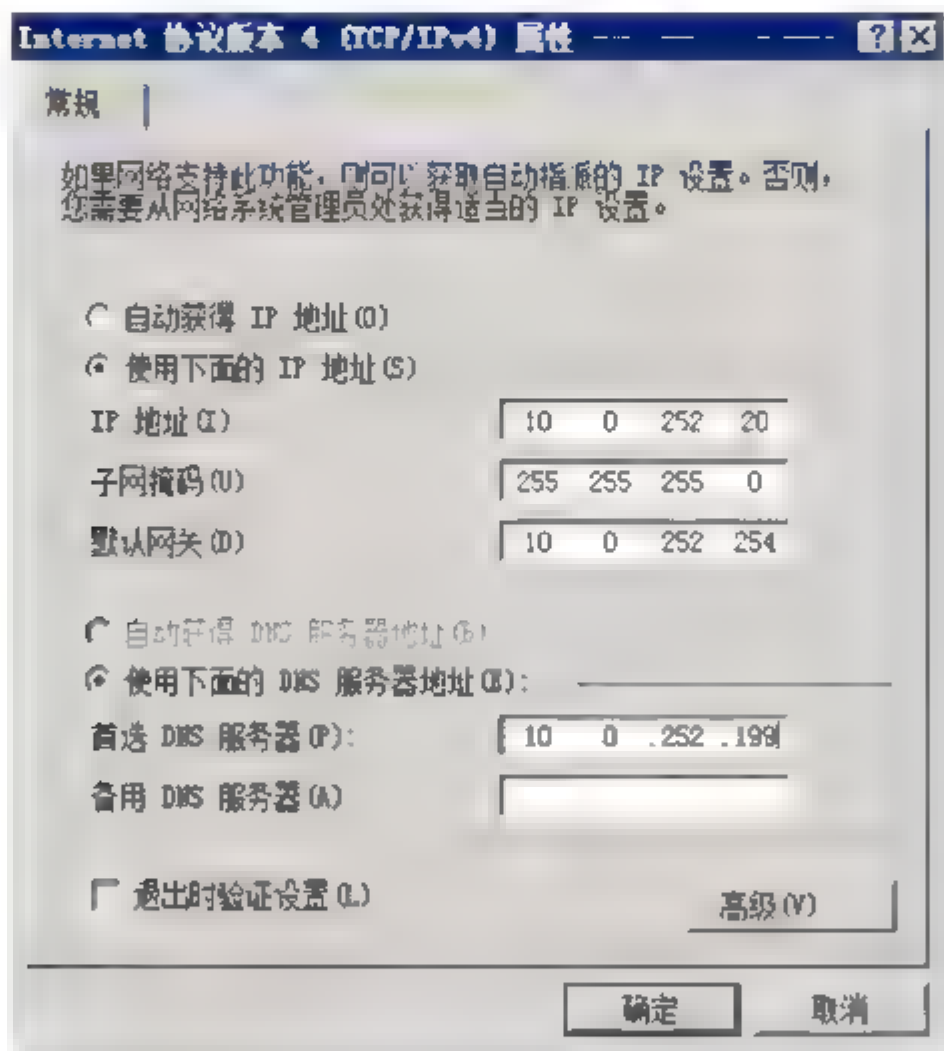 Internet 协议版本 4 (TCP/IPv4) 属性
常规
如果网络支持此功能，则可以获取自动指派的 IP 设置。否则，
您需要从网络系统管理员处获得适当的 IP 设置。
自动获得 IP 地址(O)
使用下面的 IP 地址(S)
IP 地址(I) 10 0 252 20
子网掩码(U) 255 255 255 0
默认网关(D) 10 0 252 254
自动获得 DNS 服务器地址(B)
使用下面的 DNS 服务器地址(E):
首选 DNS 服务器(P): 10 0 .252 .199
备用 DNS 服务器(A)
退出时验证设置(L)
高级(V)
确定 取消